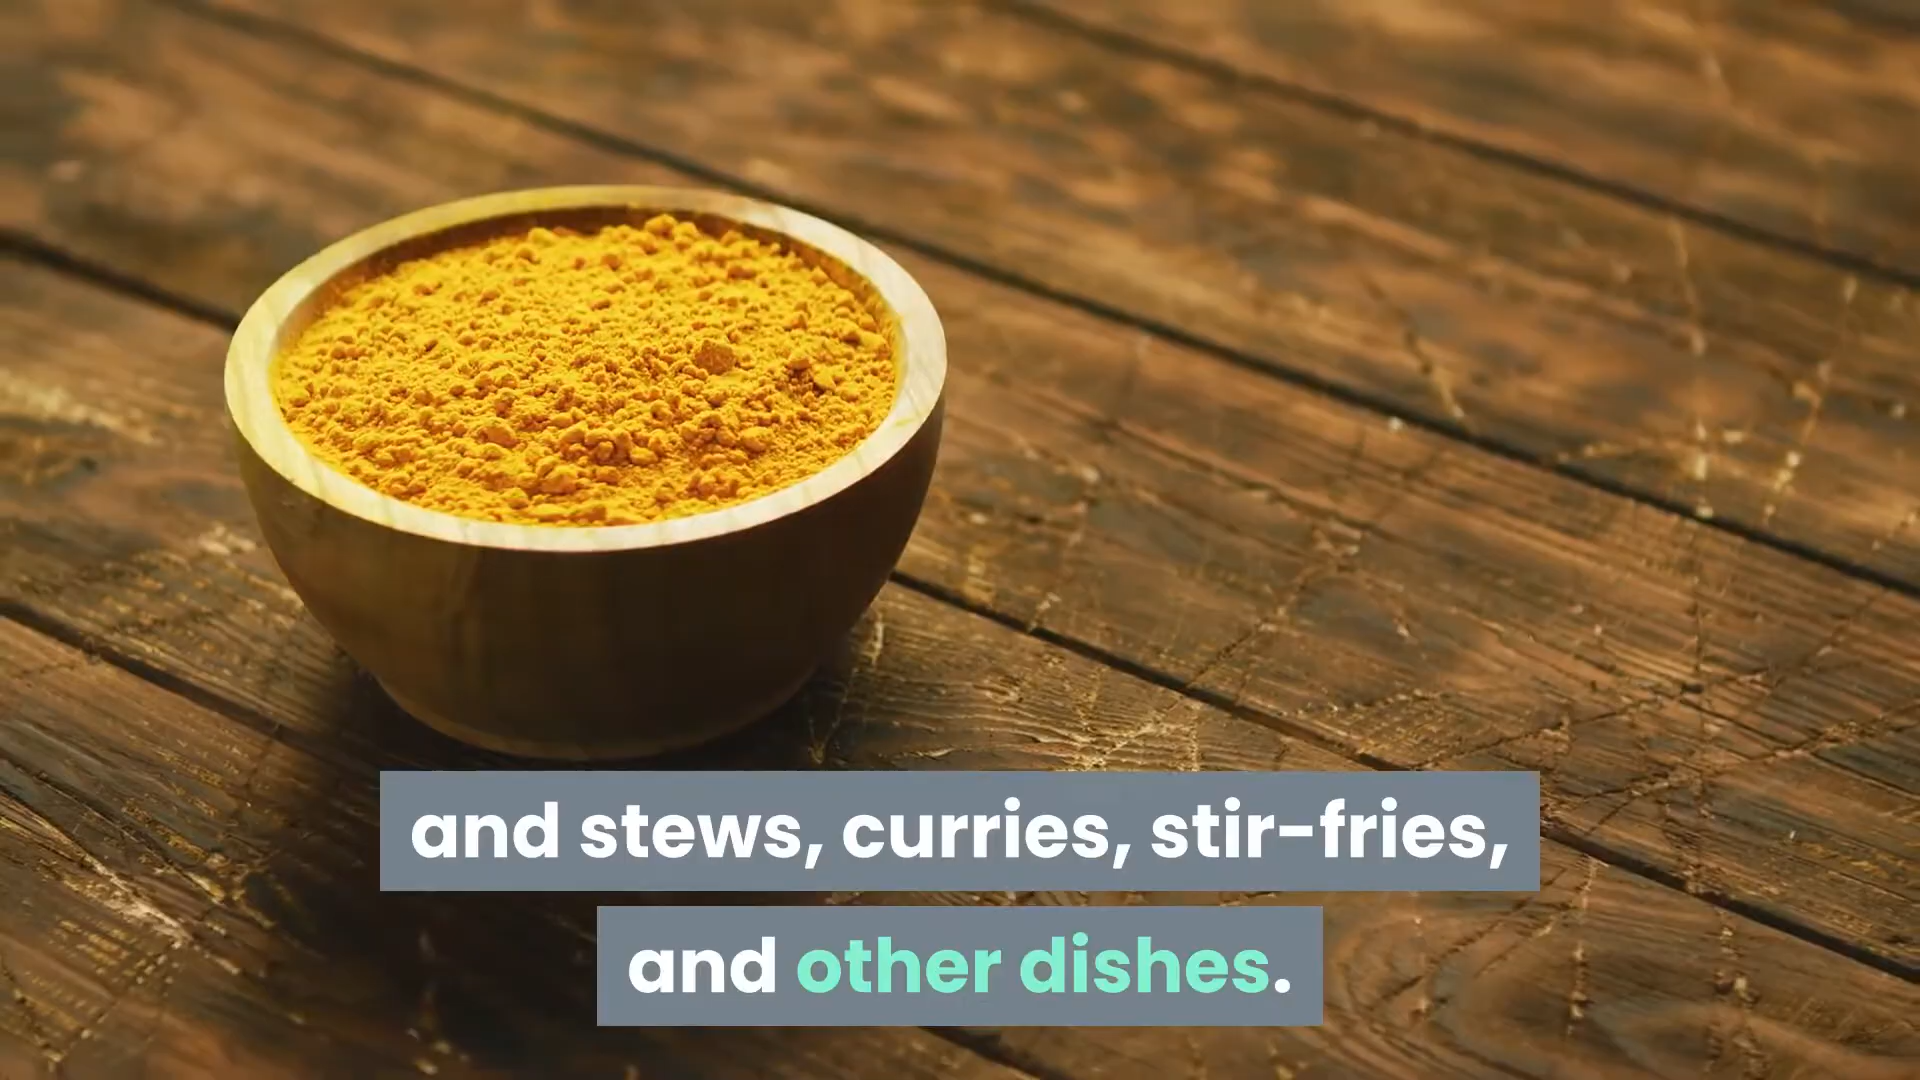 and stews, curries, stir-fries,
and other dishes.